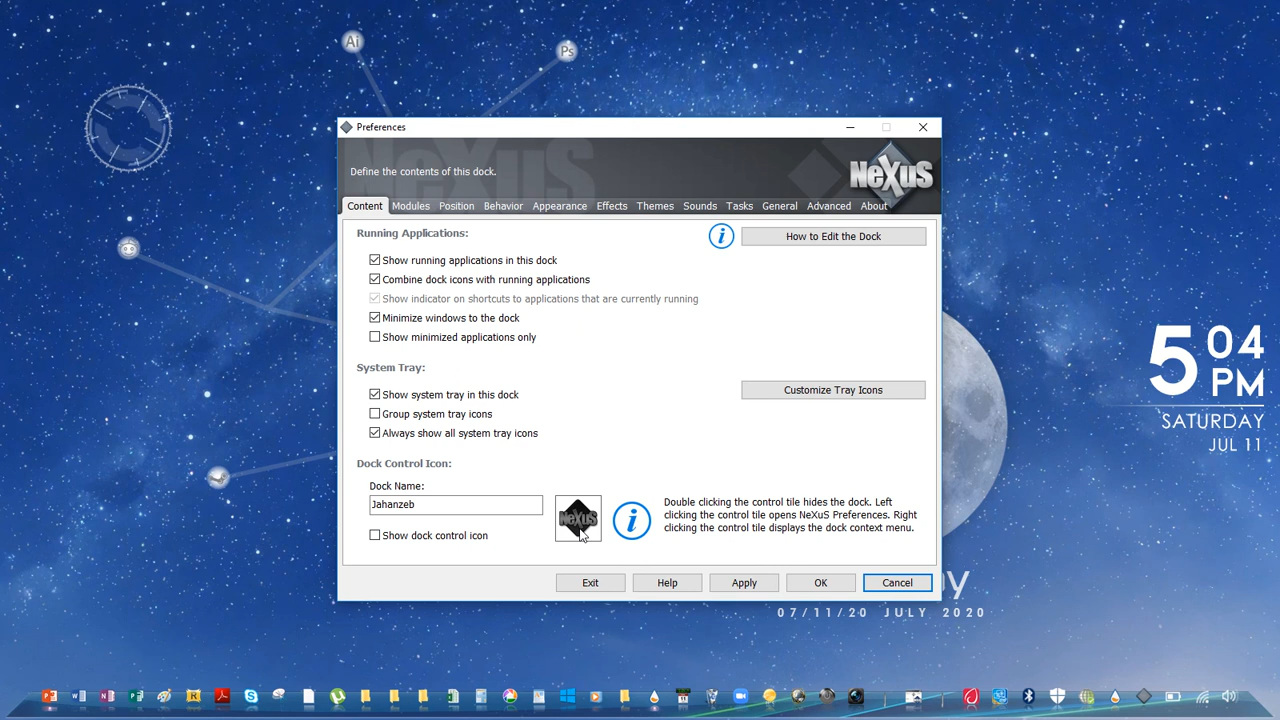 Ai
Ps
Preferences
Define the contents of this dock.
NeXuS
Content Modules Position Behavior Appearance Effects Themes Sounds Tasks General Advanced About
Running Applications:
How to Edit the Dock
Show running applications in this dock
Combine dock icons with running applications
Show indicator on shortcuts to applications that are currently running
Minimize windows to the dock
Show minimized applications only
System Tray:
Customize Tray Icons
Show system tray in this dock
Group system tray icons
Always show all system tray icons
Dock Control Icon:
Dock Name:
Jahanzeb
NeXuS
Double clicking the control tile hides the dock. Left
clicking the control tile opens NeXuS Preferences. Right
clicking the control tile displays the dock context menu.
Show dock control icon
Exit Help Apply OK Cancel
5 04
PM
SATURDAY
JUL 11
07/11/20 JULY 2020